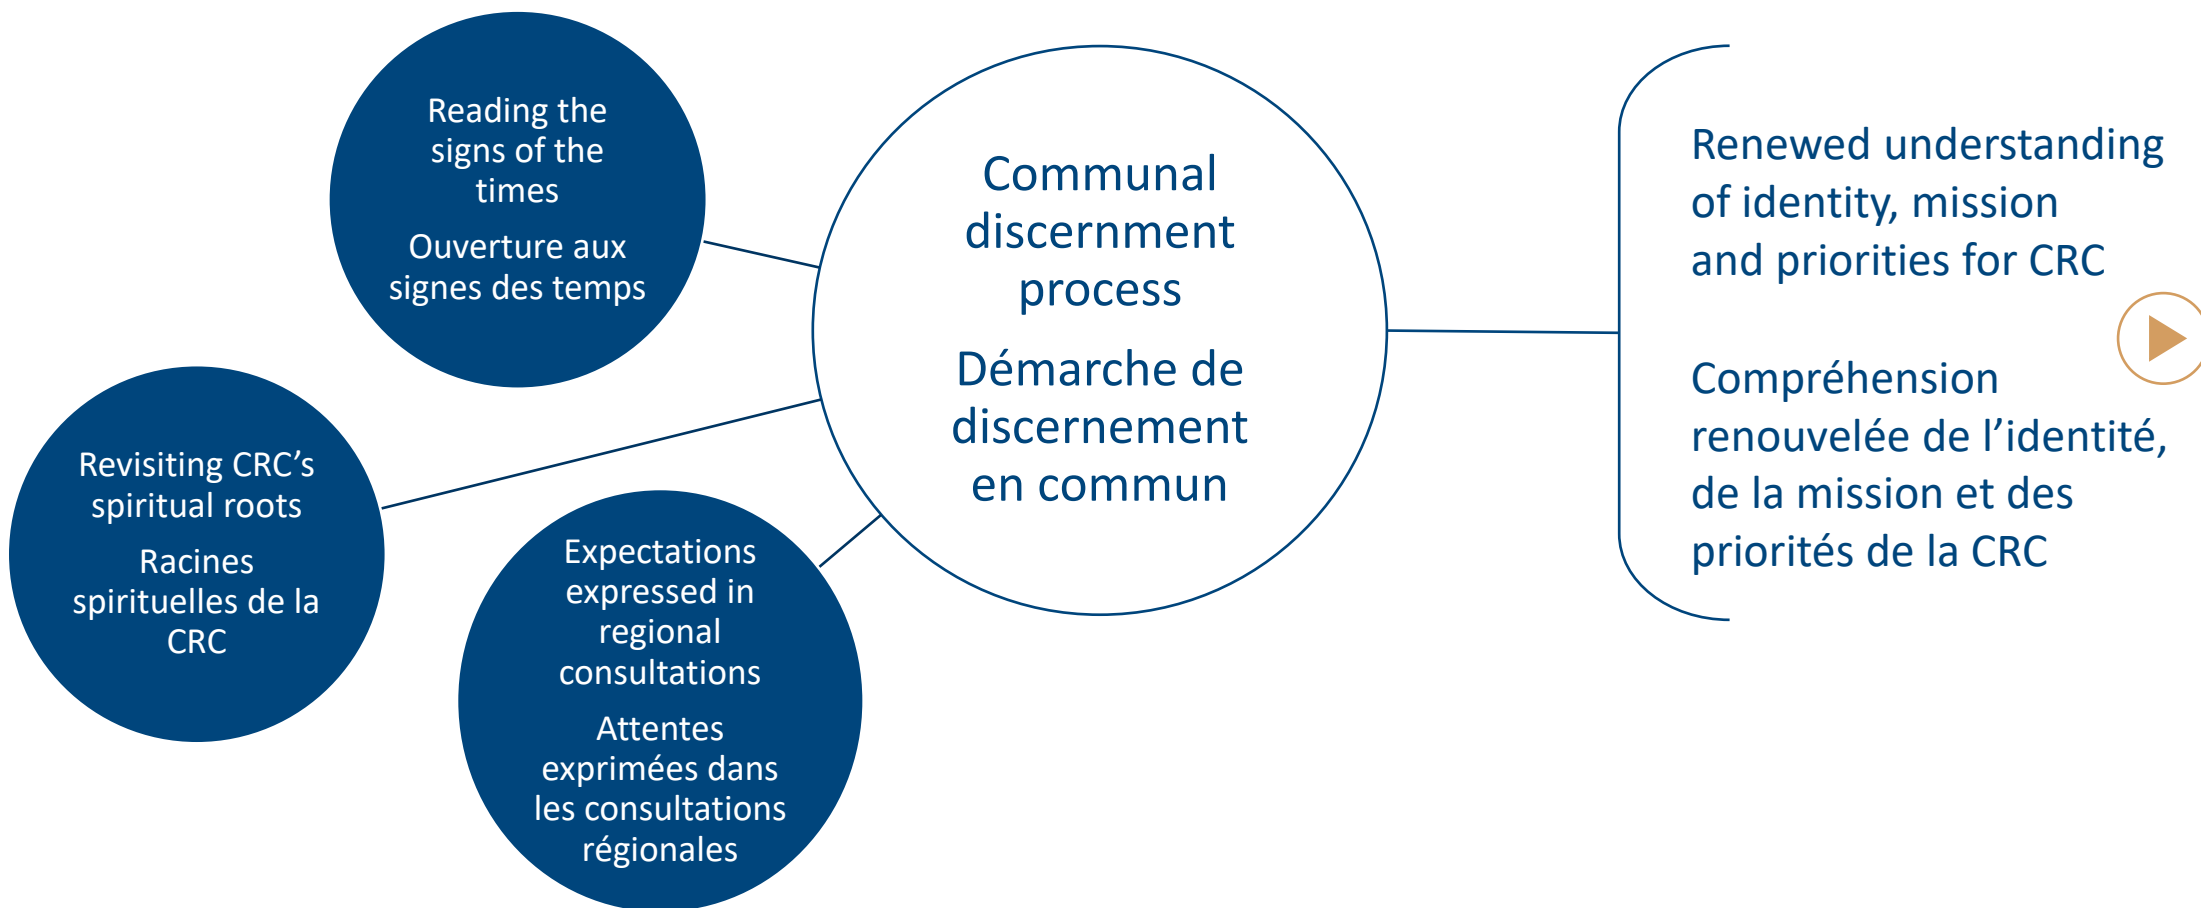 Reading the
signs of the
times
Ouverture aux
signes des temps
Revisiting CRC’s
spiritual roots
Racines
spirituelles de la
CRC
Expectations
expressed in
regional
consultations
Attentes
exprimées dans
les consultations
régionales
Communal
discernment
process
Démarche de
discernement
en commun
Renewed understanding
of identity, mission
and priorities for CRC
Compréhension
renouvelée de l’identité,
de la mission et des
priorités de la CRC